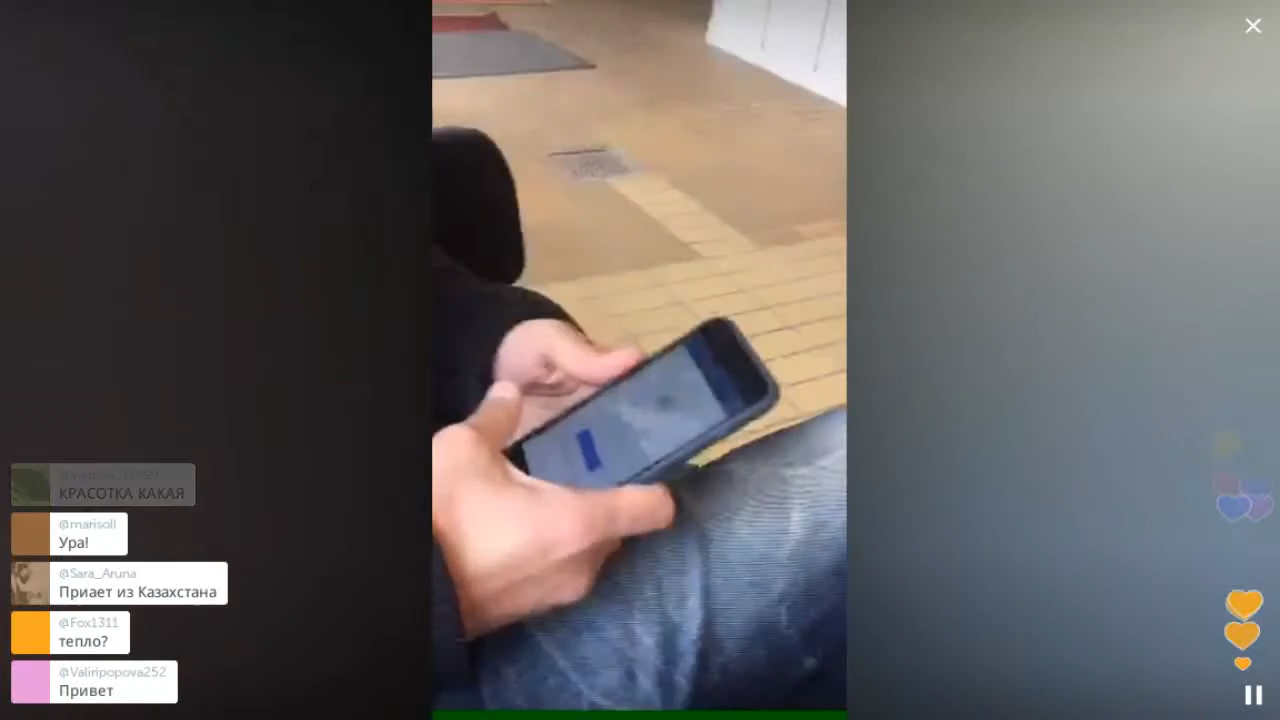 КРАСОТКА КАКАЯ
@marisoll
Ура!
@Sara_Aruna
Приает из Казахстана
@Fox1311
тепло?
@Valiripopova252
Привет